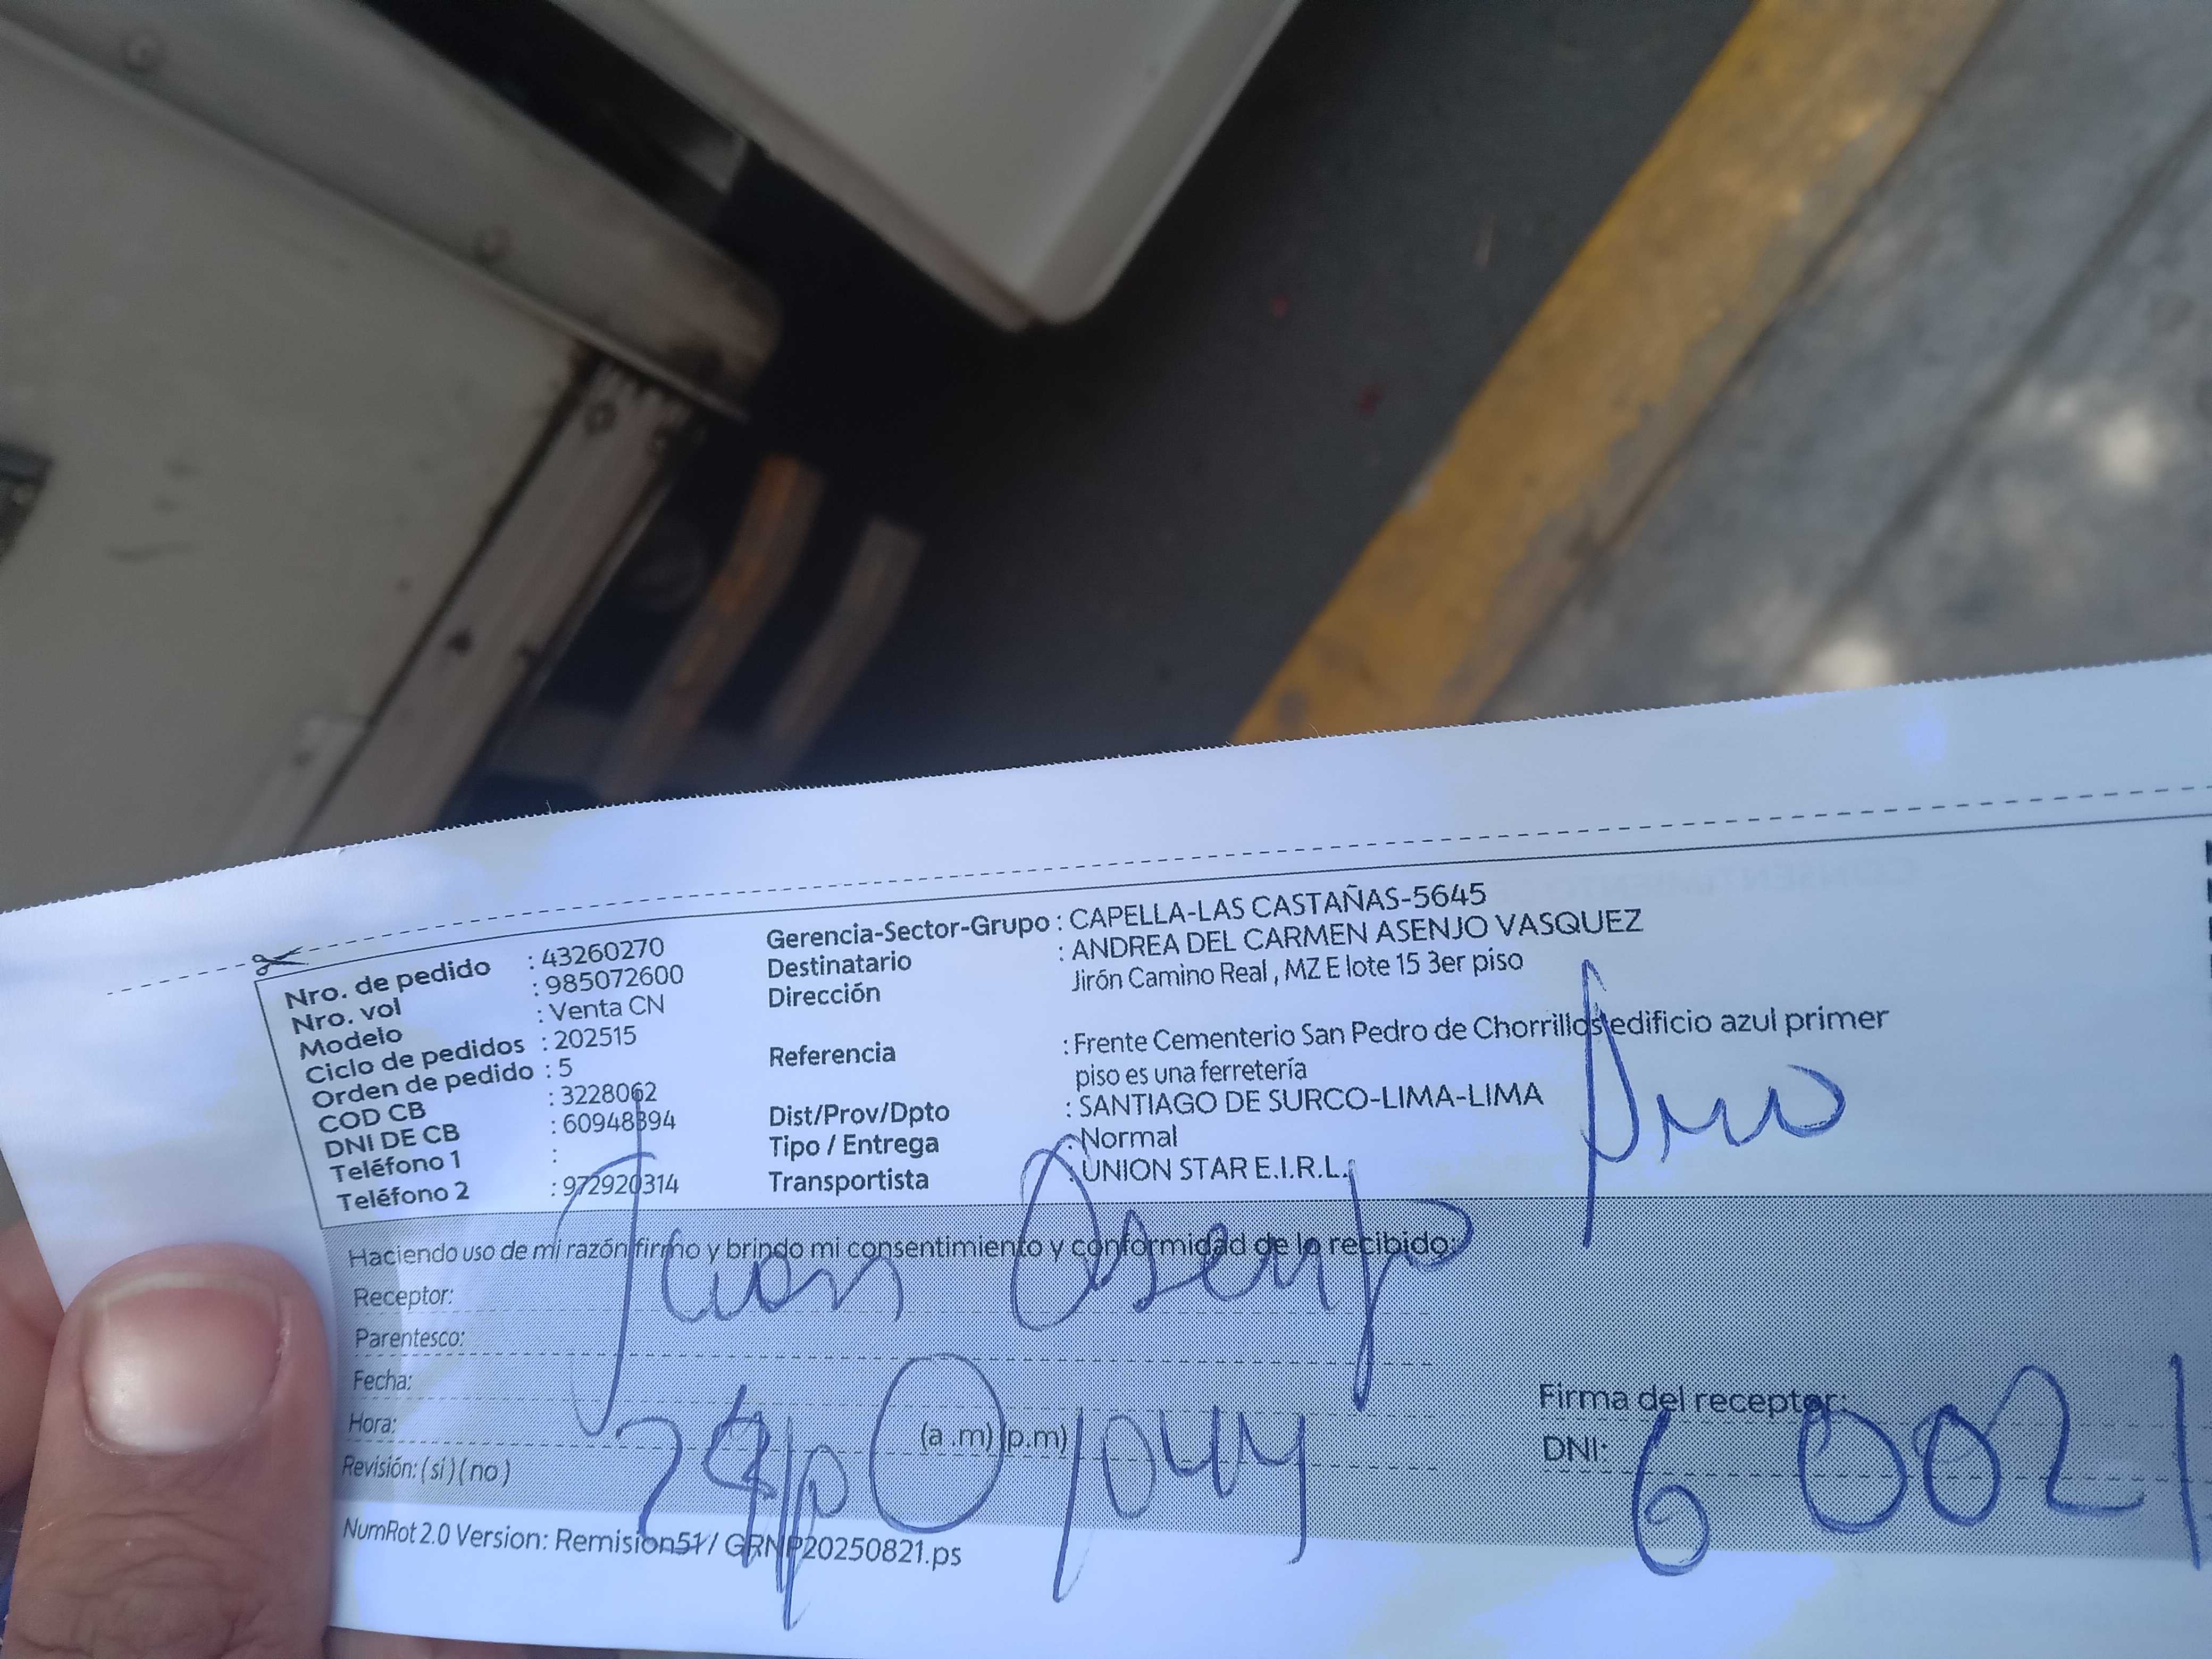 Nro. de pedido : 43260270
Nro. vol : 985072600
Modelo : Venta CN
Ciclo de pedidos : 202515
Orden de pedido : 5
COD CB : 3228062
DNI DE CB : 60948394
Teléfono 1 :
Teléfono 2 : 972920314
Gerencia-Sector-Grupo : CAPELLA-LAS CASTAÑAS-5645
Destinatario : ANDREA DEL CARMEN ASENJO VASQUEZ
Dirección Jirón Camino Real , MZ E lote 15 3er piso
Referencia : Frente Cementerio San Pedro de Chorrillos edificio azul primer
piso es una ferretería
Dist/Prov/Dpto : SANTIAGO DE SURCO-LIMA-LIMA
Tipo / Entrega : Normal
Transportista : UNION STAR E.I.R.L.
Haciendo uso de mi razón firmo y brindo mi consentimiento y conformidad de lo recibido:
Juan Asenjo
Receptor:
Parentesco:
Fecha:
Hora: (a .m) (p.m)
Revisión: (si ) ( no )
Firma del receptor:
DNI: 6 0021
NumRot 2.0 Version: Remision51 / GRNP20250821.ps